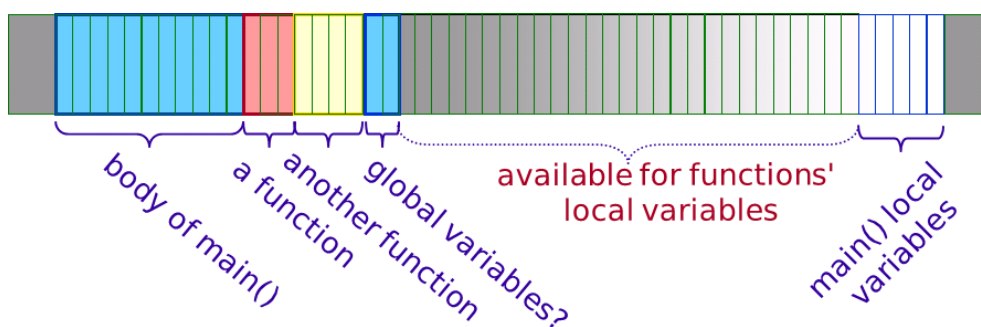 body of main()
a function
another function
global variables?
available for functions'
local variables
main() local
variables